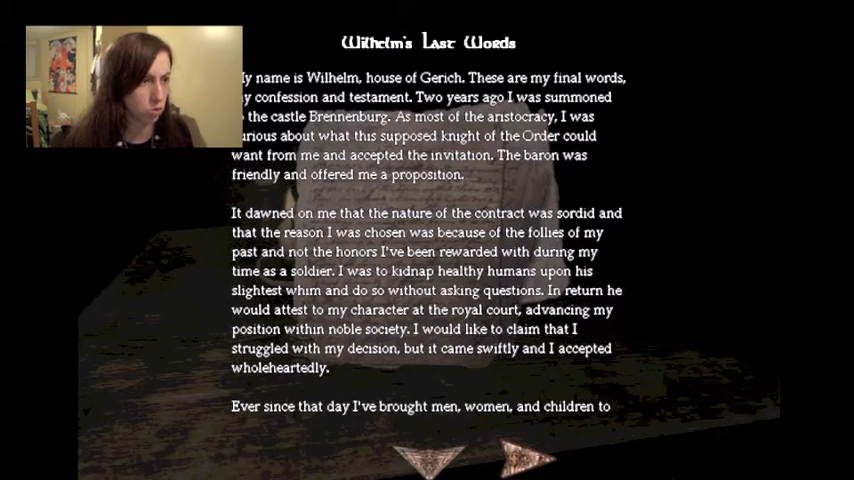 Wilhelm's Last Words
y name is Wilhelm, house of Gerich. These are my final words,
y confession and testament. Two years ago I was summoned
the castle Brennenburg. As most of the aristocracy, I was
urious about what this supposed knight of the Order could
want from me and accepted the invitation. The baron was
friendly and offered me a proposition.
It dawned on me that the nature of the contract was sordid and
that the reason I was chosen was because of the follies of my
past and not the honors I've been rewarded with during my
time as a soldier. I was to kidnap healthy humans upon his
slightest whim and do so without asking questions. In return he
would attest to my character at the royal court, advancing my
position within noble society. I would like to claim that I
struggled with my decision, but it came swiftly and I accepted
wholeheartedly.
Ever since that day I've brought men, women, and children to